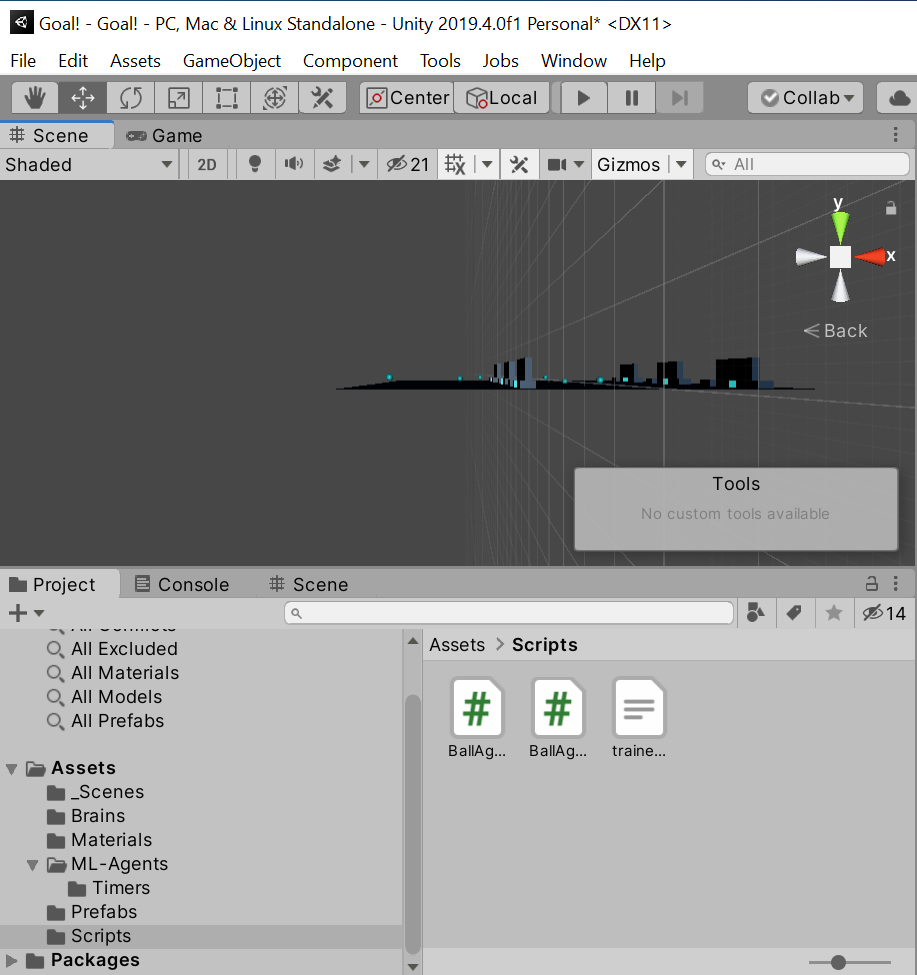 Goal! - Goal! - PC, Mac & Linux Standalone - Unity 2019.4.0f1 Personal* <DX11>
File Edit Assets GameObject Component Tools Jobs Window Help
Center Local Collab
Scene Game
Shaded 2D 21 Gizmos All
y
x
Back
Tools
No custom tools available
Project Console Scene
14
All Conflicts
All Excluded
All Materials
All Models
All Prefabs
Assets
_Scenes
Brains
Materials
ML-Agents
Timers
Prefabs
Scripts
Packages
Assets > Scripts
BallAg... BallAg... traine...